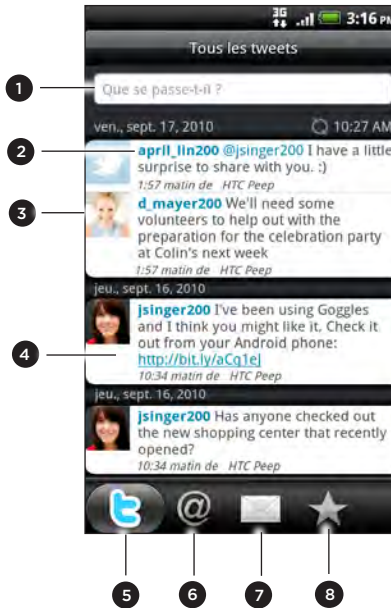 3G 3:16 PM
Tous les tweets
1
Que se passe-t-il ?
ven., sept. 17, 2010 10:27 AM
2
april_lin200 @jsinger200 I have a little
surprise to share with you. :)
1:57 matin de HTC Peep
3
d_mayer200 We'll need some
volunteers to help out with the
preparation for the celebration party
at Colin's next week
1:57 matin de HTC Peep
jeu., sept. 16, 2010
jsinger200 I've been using Goggles
and I think you might like it. Check it
4
out from your Android phone:
http://bit.ly/aCq1eJ
10:34 matin de HTC Peep
jeu., sept. 16, 2010
jsinger200 Has anyone checked out
the new shopping center that recently
opened?
10:34 matin de HTC Peep
@
5 6 7 8